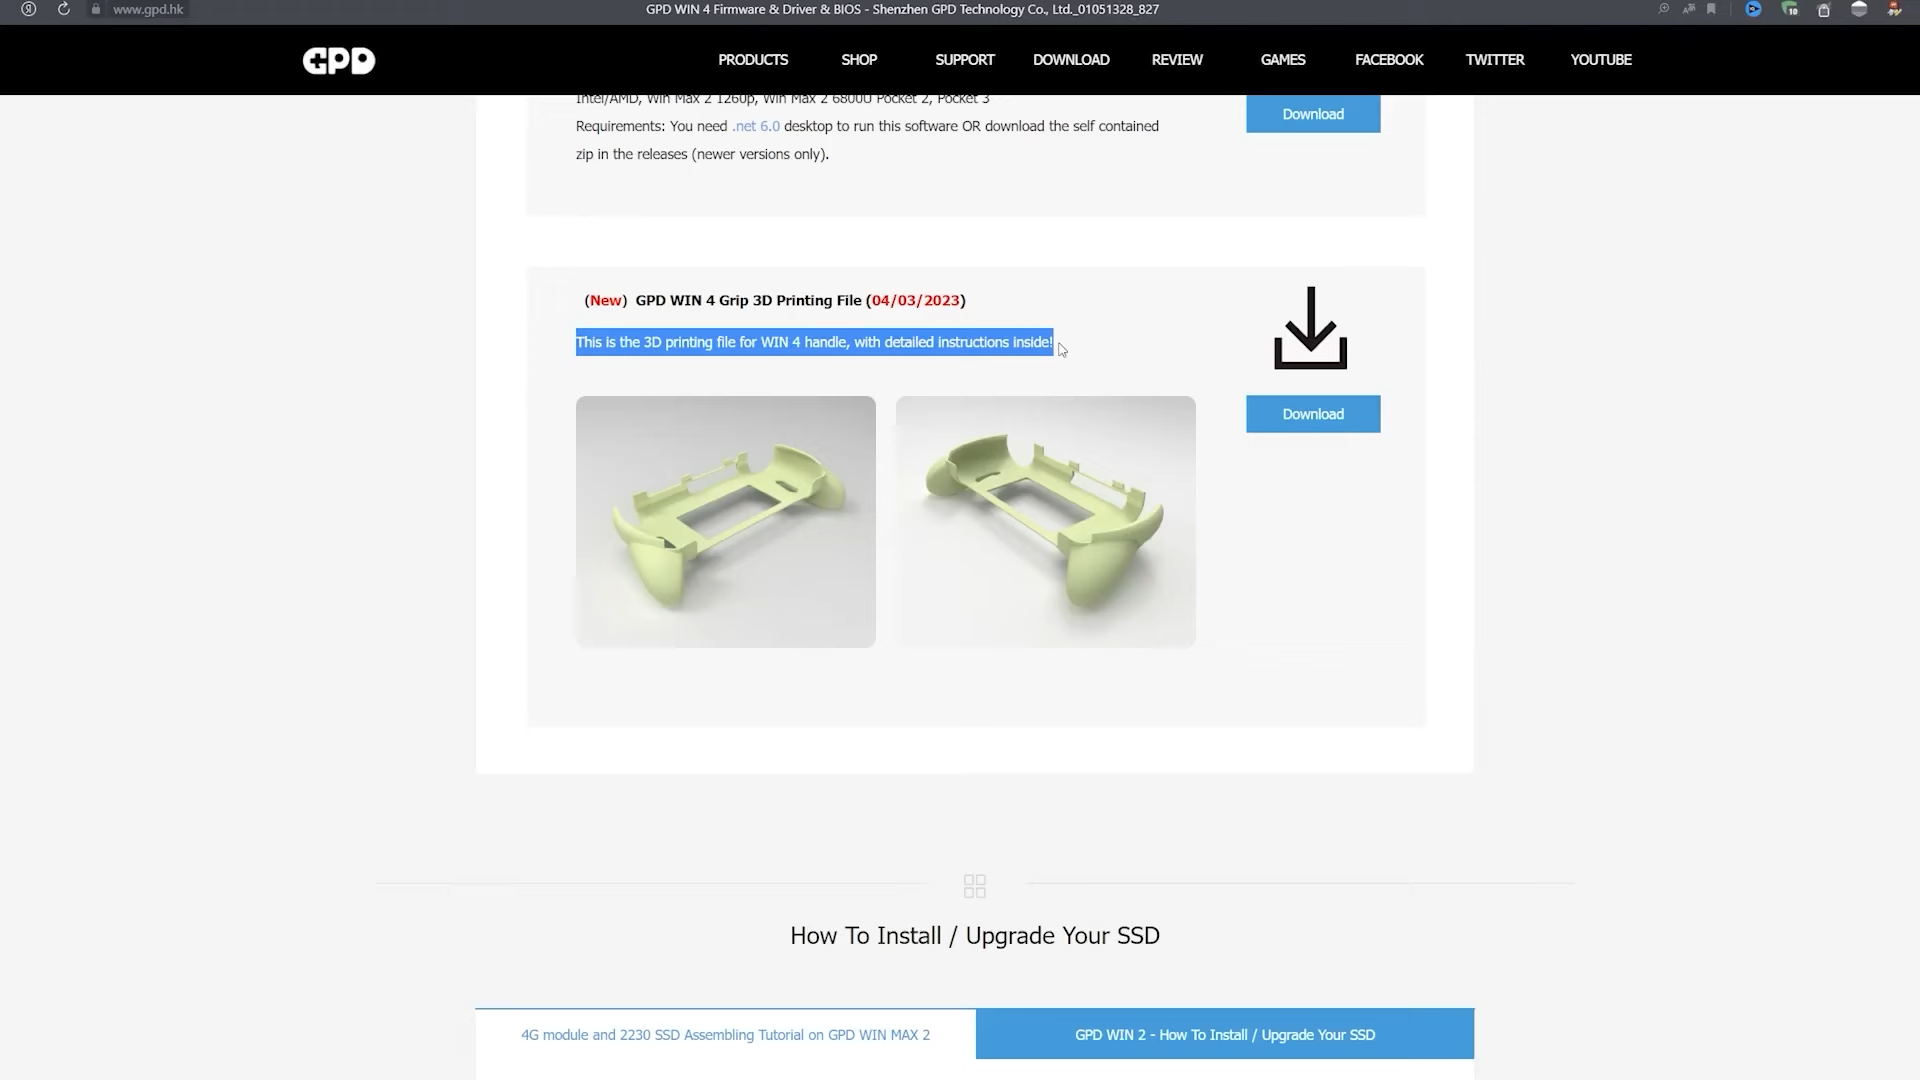 www.gpd.hk
GPD WIN 4 Firmware & Driver & BIOS - Shenzhen GPD Technology Co., Ltd._01051328_827
10
GPD
PRODUCTS
SHOP
SUPPORT
DOWNLOAD
REVIEW
GAMES
FACEBOOK
TWITTER
YOUTUBE
Intel/AMD, Win Max 2 1260p, Win Max 2 6800U Pocket 2, Pocket 3
Requirements: You need .net 6.0 desktop to run this software OR download the self contained
zip in the releases (newer versions only).
Download
（New）GPD WIN 4 Grip 3D Printing File (04/03/2023)
This is the 3D printing file for WIN 4 handle, with detailed instructions inside!
Download
How To Install / Upgrade Your SSD
4G module and 2230 SSD Assembling Tutorial on GPD WIN MAX 2
GPD WIN 2 - How To Install / Upgrade Your SSD